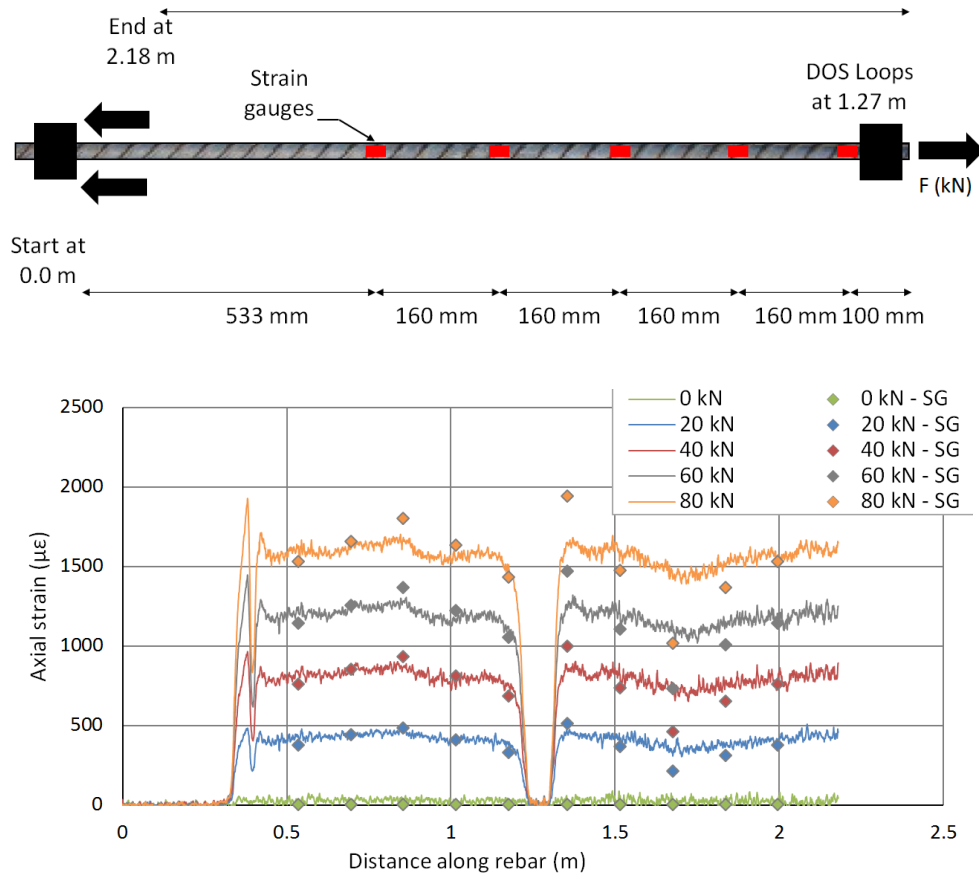 End at
2.18 m
Strain
gauges
DOS Loops
at 1.27 m
F (kN)
Start at
0.0 m
533 mm
160 mm
160 mm
160 mm
160 mm
100 mm
0 kN
0 kN - SG
20 kN
20 kN - SG
40 kN
40 kN - SG
60 kN
60 kN - SG
80 kN
80 kN - SG
Axial strain (µε)
2500
2000
1500
1000
500
0
0
0.5
1
1.5
2
2.5
Distance along rebar (m)